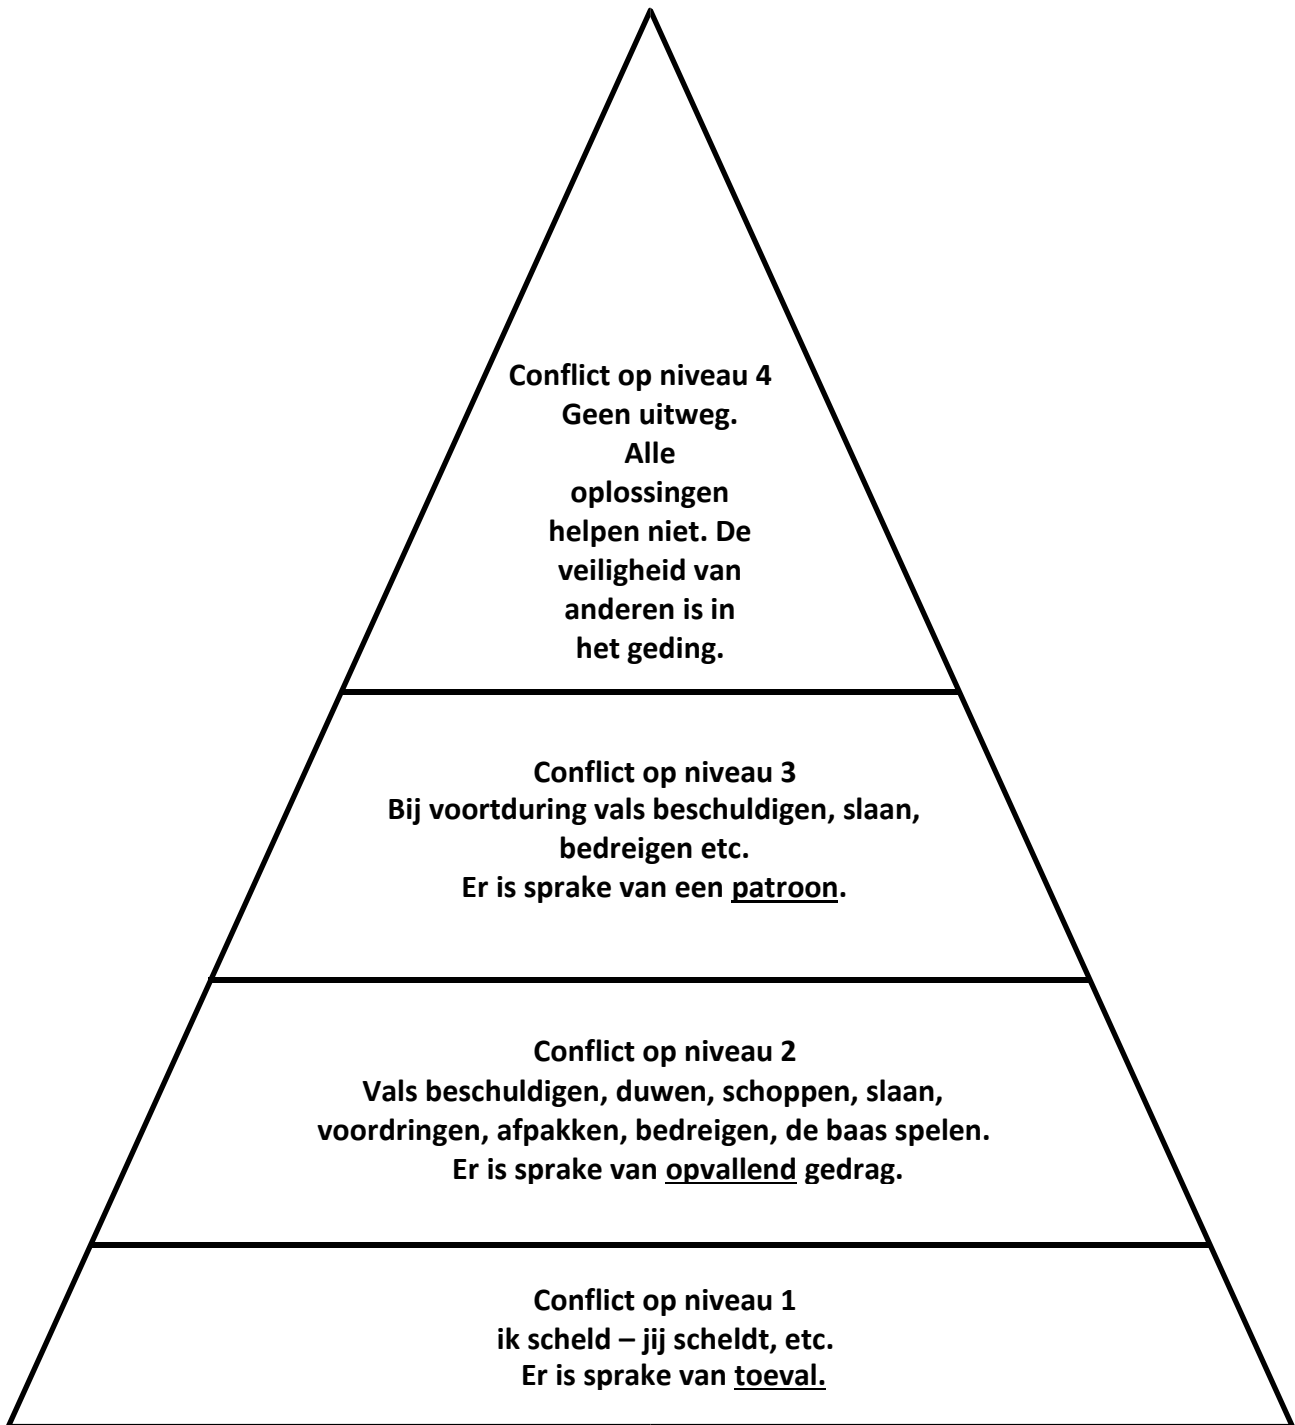 Conflict op niveau 4
Geen uitweg.
Alle
oplossingen
helpen niet. De
veiligheid van
anderen is in
het geding.
Conflict op niveau 3
Bij voortduring vals beschuldigen, slaan,
bedreigen etc.
Er is sprake van een patroon.
Conflict op niveau 2
Vals beschuldigen, duwen, schoppen, slaan,
voordringen, afpakken, bedreigen, de baas spelen.
Er is sprake van opvallend gedrag.
Conflict op niveau 1
ik scheld – jij scheldt, etc.
Er is sprake van toeval.